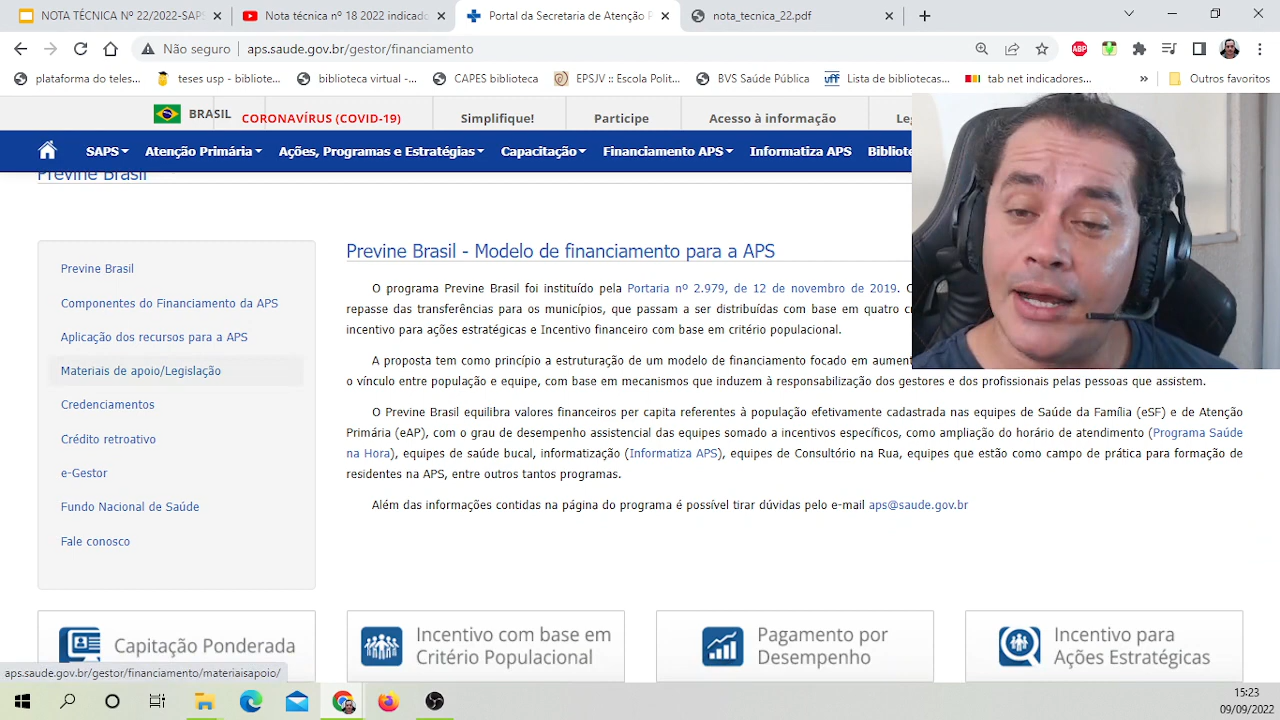 NOTA TÉCNICA Nº 22/2022-SAPS
Nota técnica nº 18 2022 indicado
Portal da Secretaria de Atenção P
nota_tecnica_22.pdf
Não seguro
aps.saude.gov.br/gestor/financiamento
plataforma do teles...
teses usp - bibliote...
biblioteca virtual -...
CAPES biblioteca
EPSJV :: Escola Polit...
BVS Saúde Pública
Lista de bibliotecas...
tab net indicadores...
»
Outros favoritos
BRASIL
CORONAVÍRUS (COVID-19)
Simplifique!
Participe
Acesso à informação
Le
SAPS
Atenção Primária
Ações, Programas e Estratégias
Capacitação
Financiamento APS
Informatiza APS
Bibliote
Previne Brasil
Previne Brasil
Componentes do Financiamento da APS
Aplicação dos recursos para a APS
Materiais de apoio/Legislação
Credenciamentos
Crédito retroativo
e-Gestor
Fundo Nacional de Saúde
Fale conosco
Previne Brasil - Modelo de financiamento para a APS
O programa Previne Brasil foi instituído pela Portaria nº 2.979, de 12 de novembro de 2019.
repasse das transferências para os municípios, que passam a ser distribuídas com base em quatro c
incentivo para ações estratégicas e Incentivo financeiro com base em critério populacional.
A proposta tem como princípio a estruturação de um modelo de financiamento focado em aumen
o vínculo entre população e equipe, com base em mecanismos que induzem à responsabilização dos gestores e dos profissionais pelas pessoas que assistem.
O Previne Brasil equilibra valores financeiros per capita referentes à população efetivamente cadastrada nas equipes de Saúde da Família (eSF) e de Atenção
Primária (eAP), com o grau de desempenho assistencial das equipes somado a incentivos específicos, como ampliação do horário de atendimento (Programa Saúde
na Hora), equipes de saúde bucal, informatização (Informatiza APS), equipes de Consultório na Rua, equipes que estão como campo de prática para formação de
residentes na APS, entre outros tantos programas.
Além das informações contidas na página do programa é possível tirar dúvidas pelo e-mail aps@saude.gov.br
Capitação Ponderada
Incentivo com base em
Critério Populacional
Pagamento por
Desempenho
Incentivo para
Ações Estratégicas
aps.saude.gov.br/gestor/financiamento/materiaisapoio/
15:23
09/09/2022